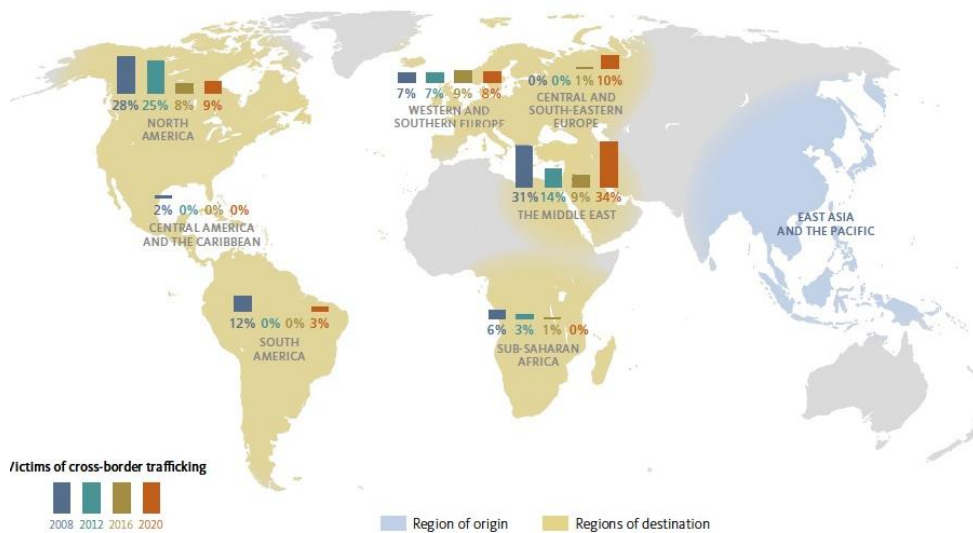 28% 25% 8% 9%
NORTH
AMERICA
7% 7% 9% 8%
WESTERN AND
SOUTHERN EUROPE
0% 0% 1% 10%
CENTRAL AND
SOUTH-EASTERN
EUROPE
31% 14% 9% 34%
THE MIDDLE EAST
EAST ASIA
AND THE PACIFIC
2% 0% 0% 0%
CENTRAL AMERICA
AND THE CARIBBEAN
12% 0% 0% 3%
SOUTH
AMERICA
6% 3% 1% 0%
SUB-SAHARAN
AFRICA
/ictims of cross-border trafficking
2008 2012 2016 2020
Region of origin
Regions of destination